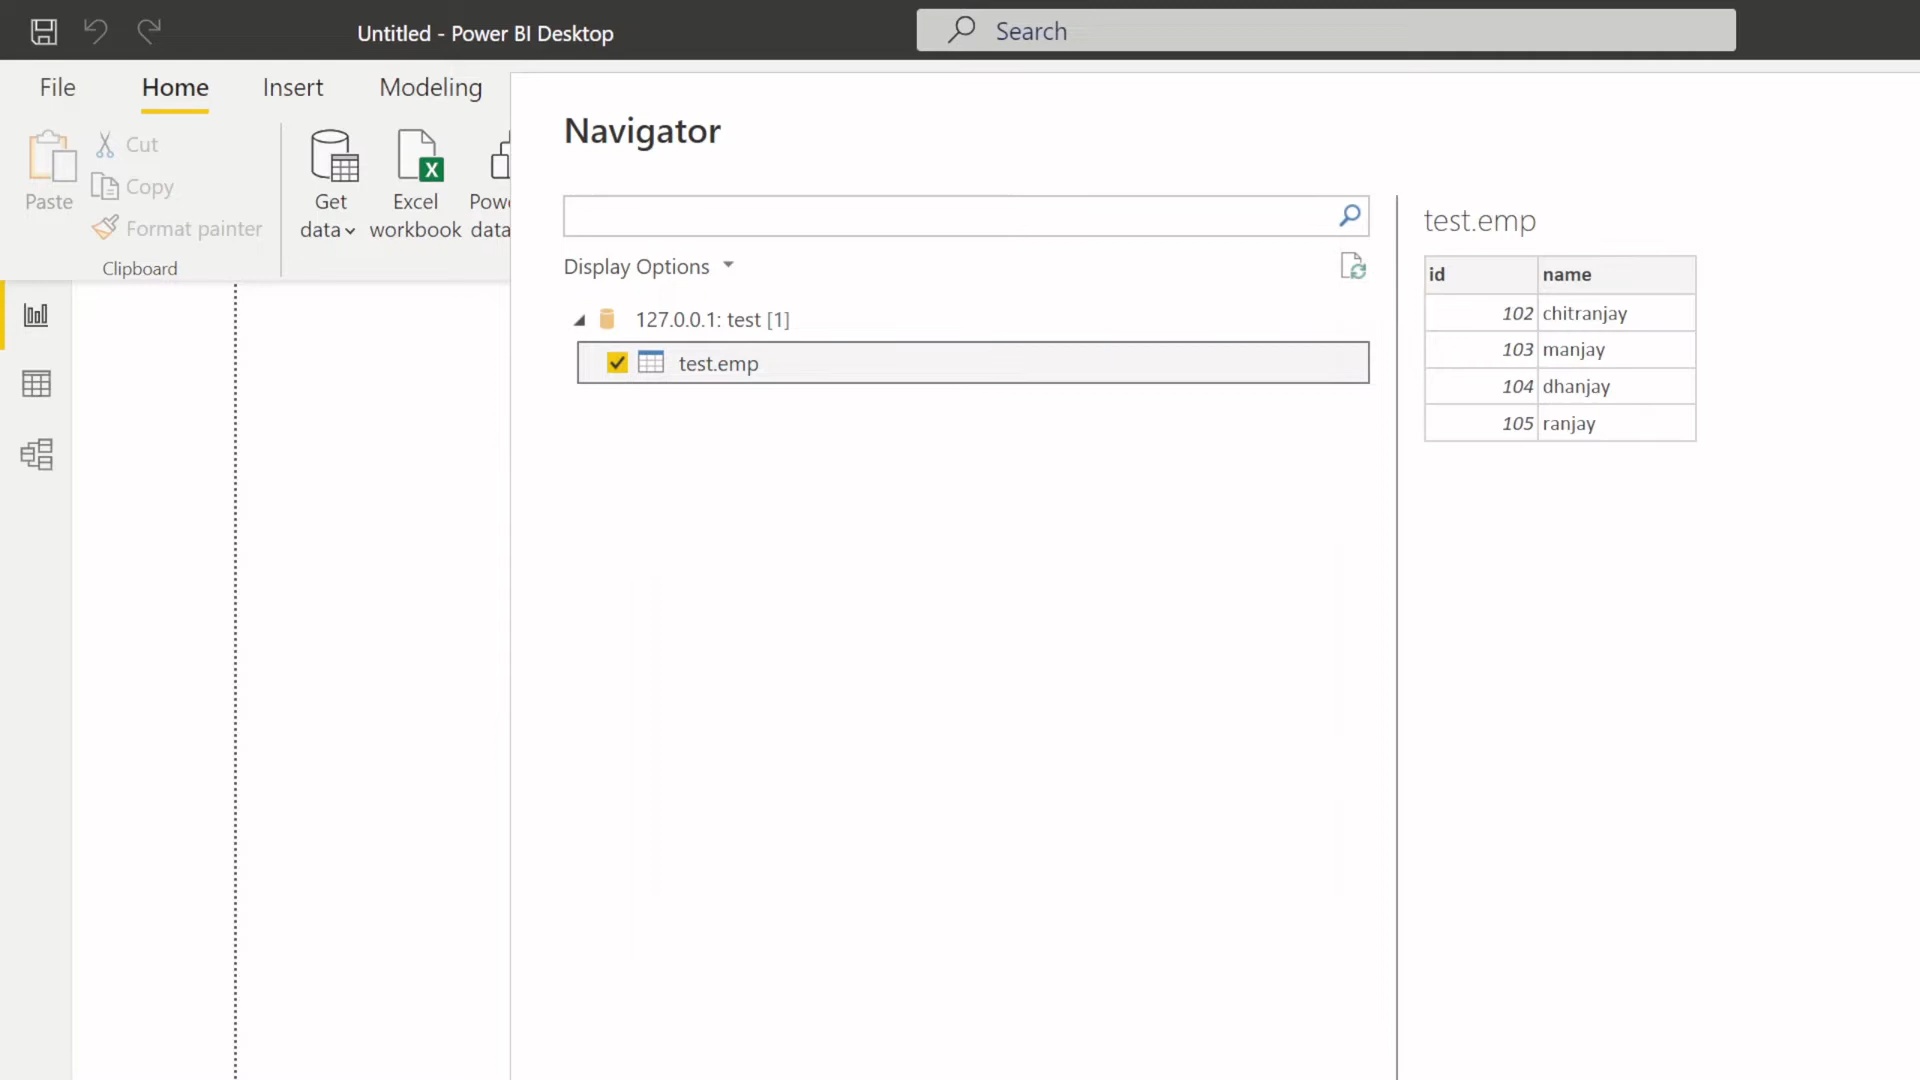 Untitled - Power BI Desktop
Search
File Home Insert Modeling
Navigator
Paste
Cut
Copy
Format painter
Clipboard
Get data
Excel workbook
data
Display Options
127.0.0.1: test [1]
test.emp
test.emp
id name
102 chitranjay
103 manjay
104 dhanjay
105 ranjay